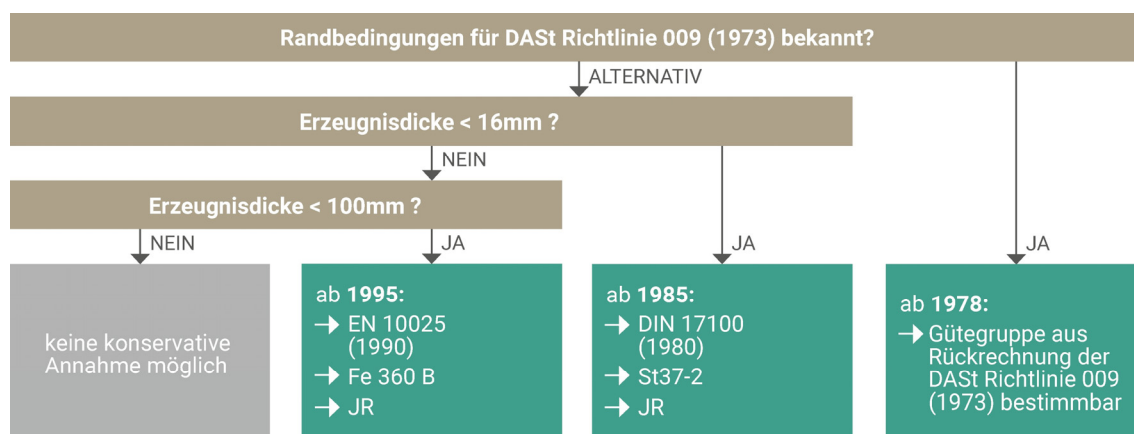 Randbedingungen für DASt Richtlinie 009 (1973) bekannt?
ALTERNATIV
Erzeugnisdicke < 16mm ?
NEIN
Erzeugnisdicke < 100mm ?
NEIN
JA
JA
JA
keine konservative
Annahme möglich
ab 1995:
→ EN 10025
(1990)
→ Fe 360 B
→ JR
ab 1985:
→ DIN 17100
(1980)
→ St37-2
→ JR
ab 1978:
→ Gütegruppe aus
Rückrechnung der
DASt Richtlinie 009
(1973) bestimmbar